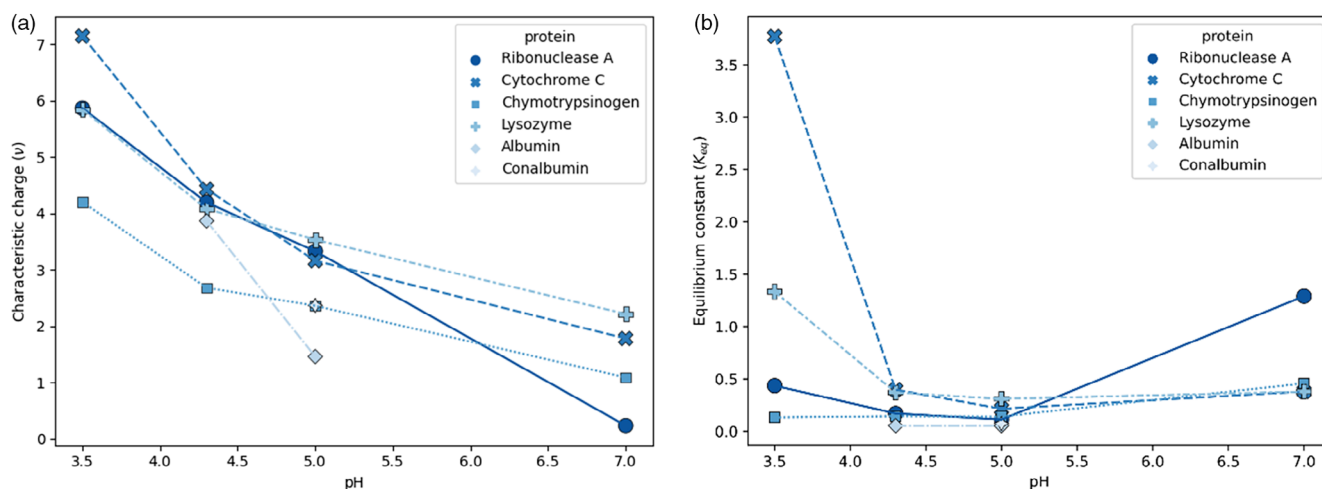 (a)
7
6
5
4
3
2
1
0
Characteristic charge (ν)
protein
Ribonuclease A
Cytochrome C
Chymotrypsinogen
Lysozyme
Albumin
Conalbumin
3.5 4.0 4.5 5.0 5.5 6.0 6.5 7.0
pH
(b)
3.5
3.0
2.5
2.0
1.5
1.0
0.5
0.0
Equilibrium constant (Keq)
protein
Ribonuclease A
Cytochrome C
Chymotrypsinogen
Lysozyme
Albumin
Conalbumin
3.5 4.0 4.5 5.0 5.5 6.0 6.5 7.0
pH